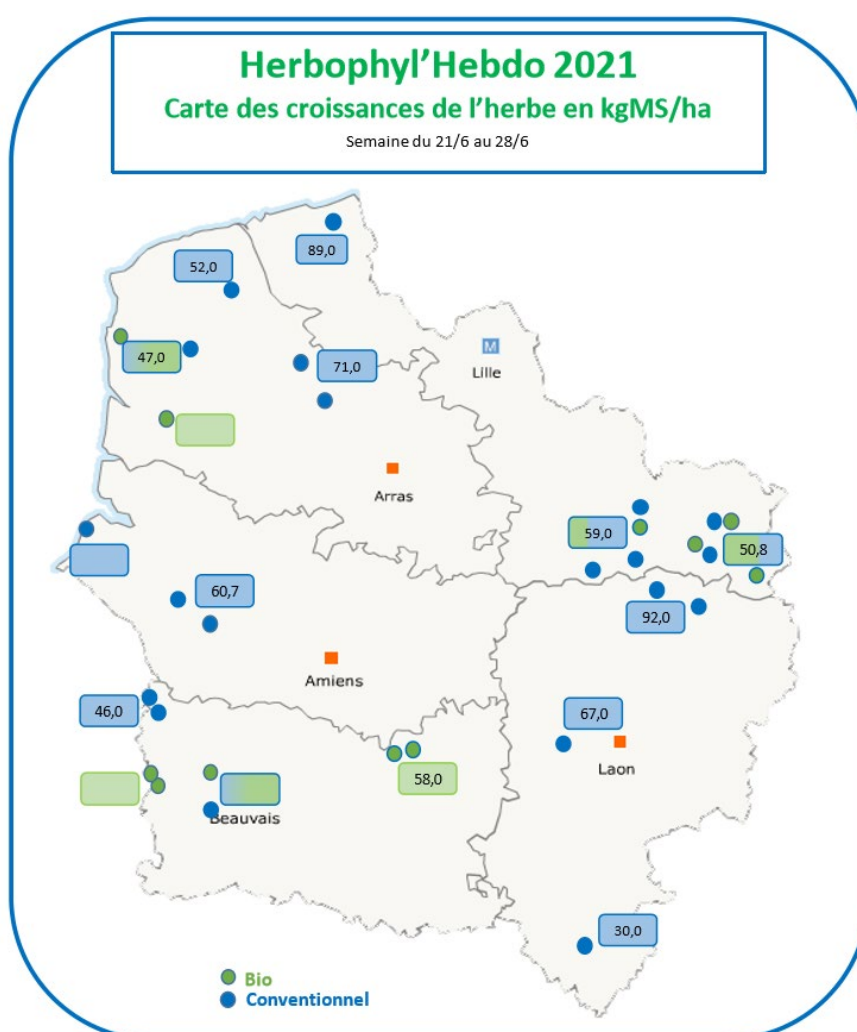 Herbophyl’Hebdo 2021
Carte des croissances de l’herbe en kgMS/ha
Semaine du 21/6 au 28/6
89,0
52,0
M
47,0
71,0
Lille
Arras
59,0
50,8
60,7
92,0
Amiens
46,0
67,0
Laon
58,0
Beauvais
30,0
Bio
Conventionnel